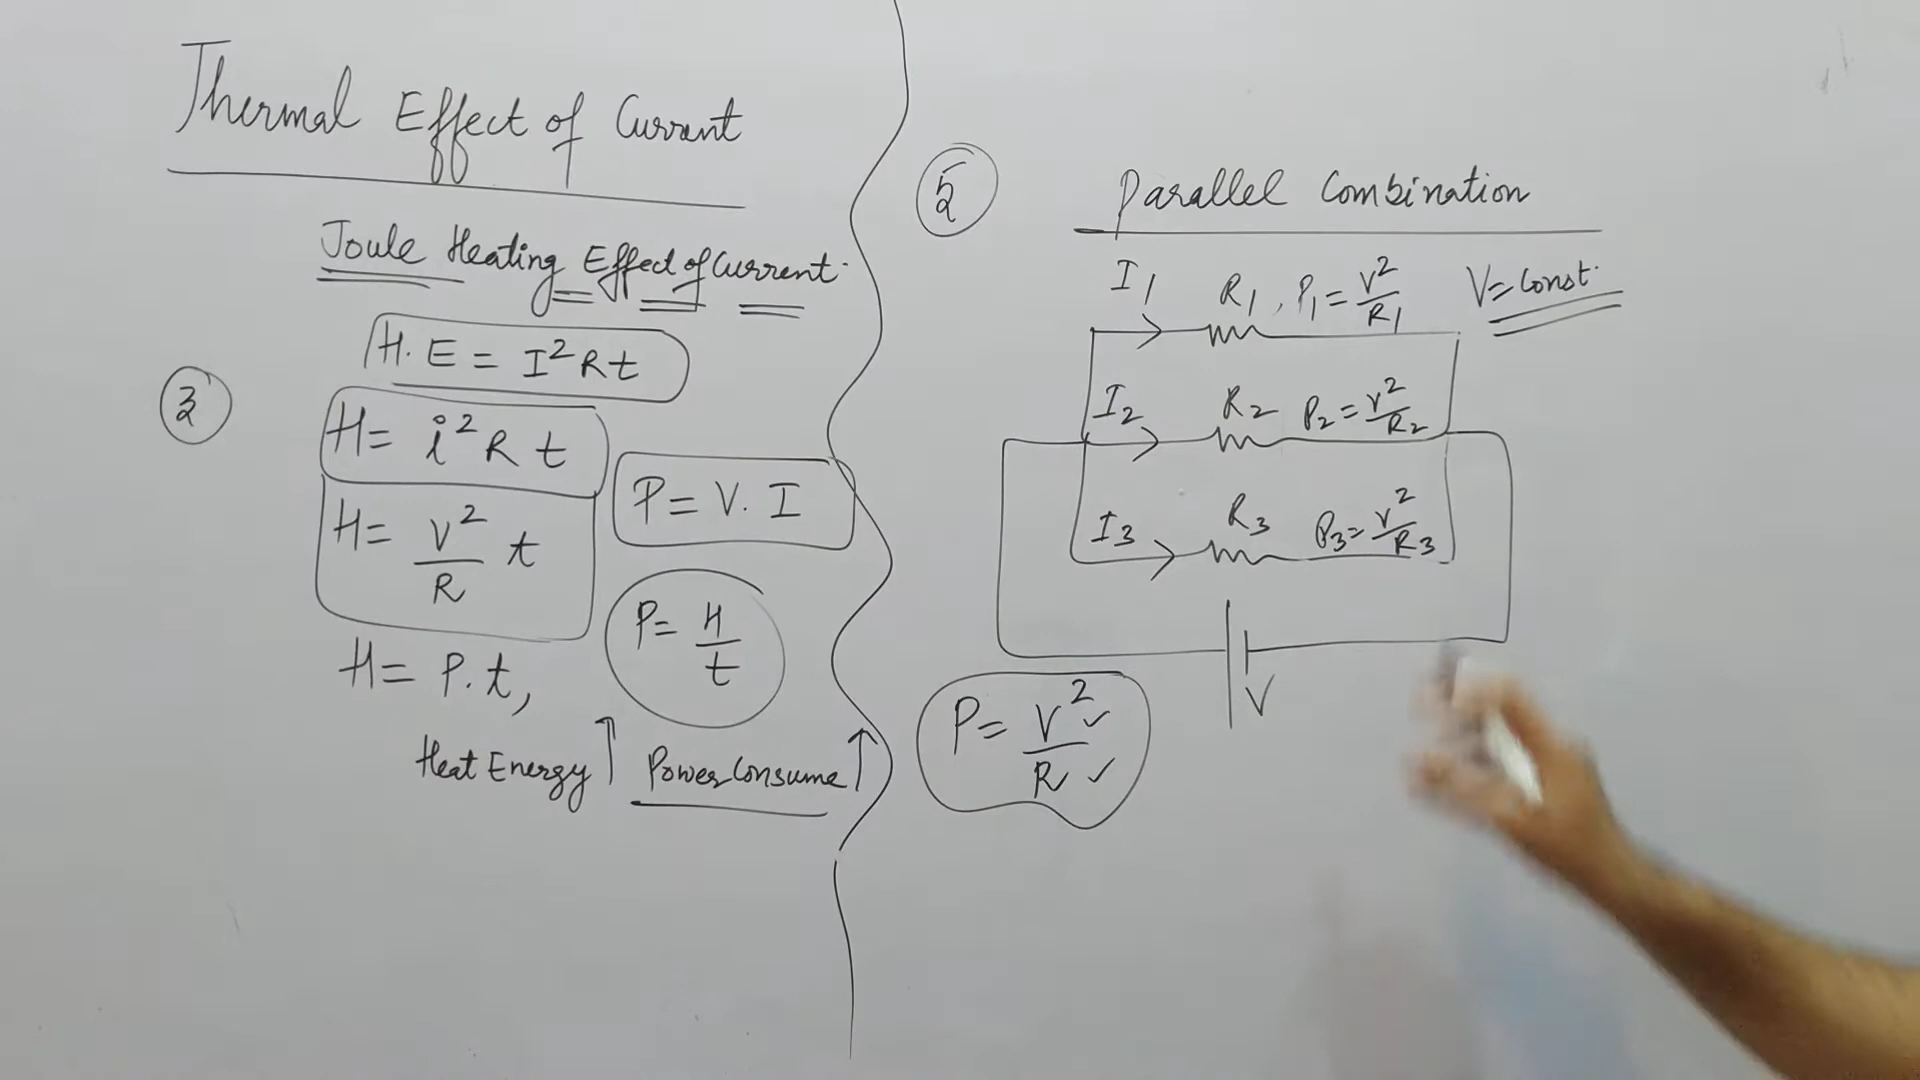 Thermal Effect of Current
Joule Heating Effect of Current.
H.E = I²Rt
3
H = i²Rt
H = V²/R t
P = V.I
P = H/t
H = P.t,
Heat Energy ↑ Power Consume ↑
5
Parallel Combination
I1 R1, P1 = V²/R1
V = Const.
I2 R2 P2 = V²/R2
I3 R3 P3 = V²/R3
V
P = V²/R ✓ ✓